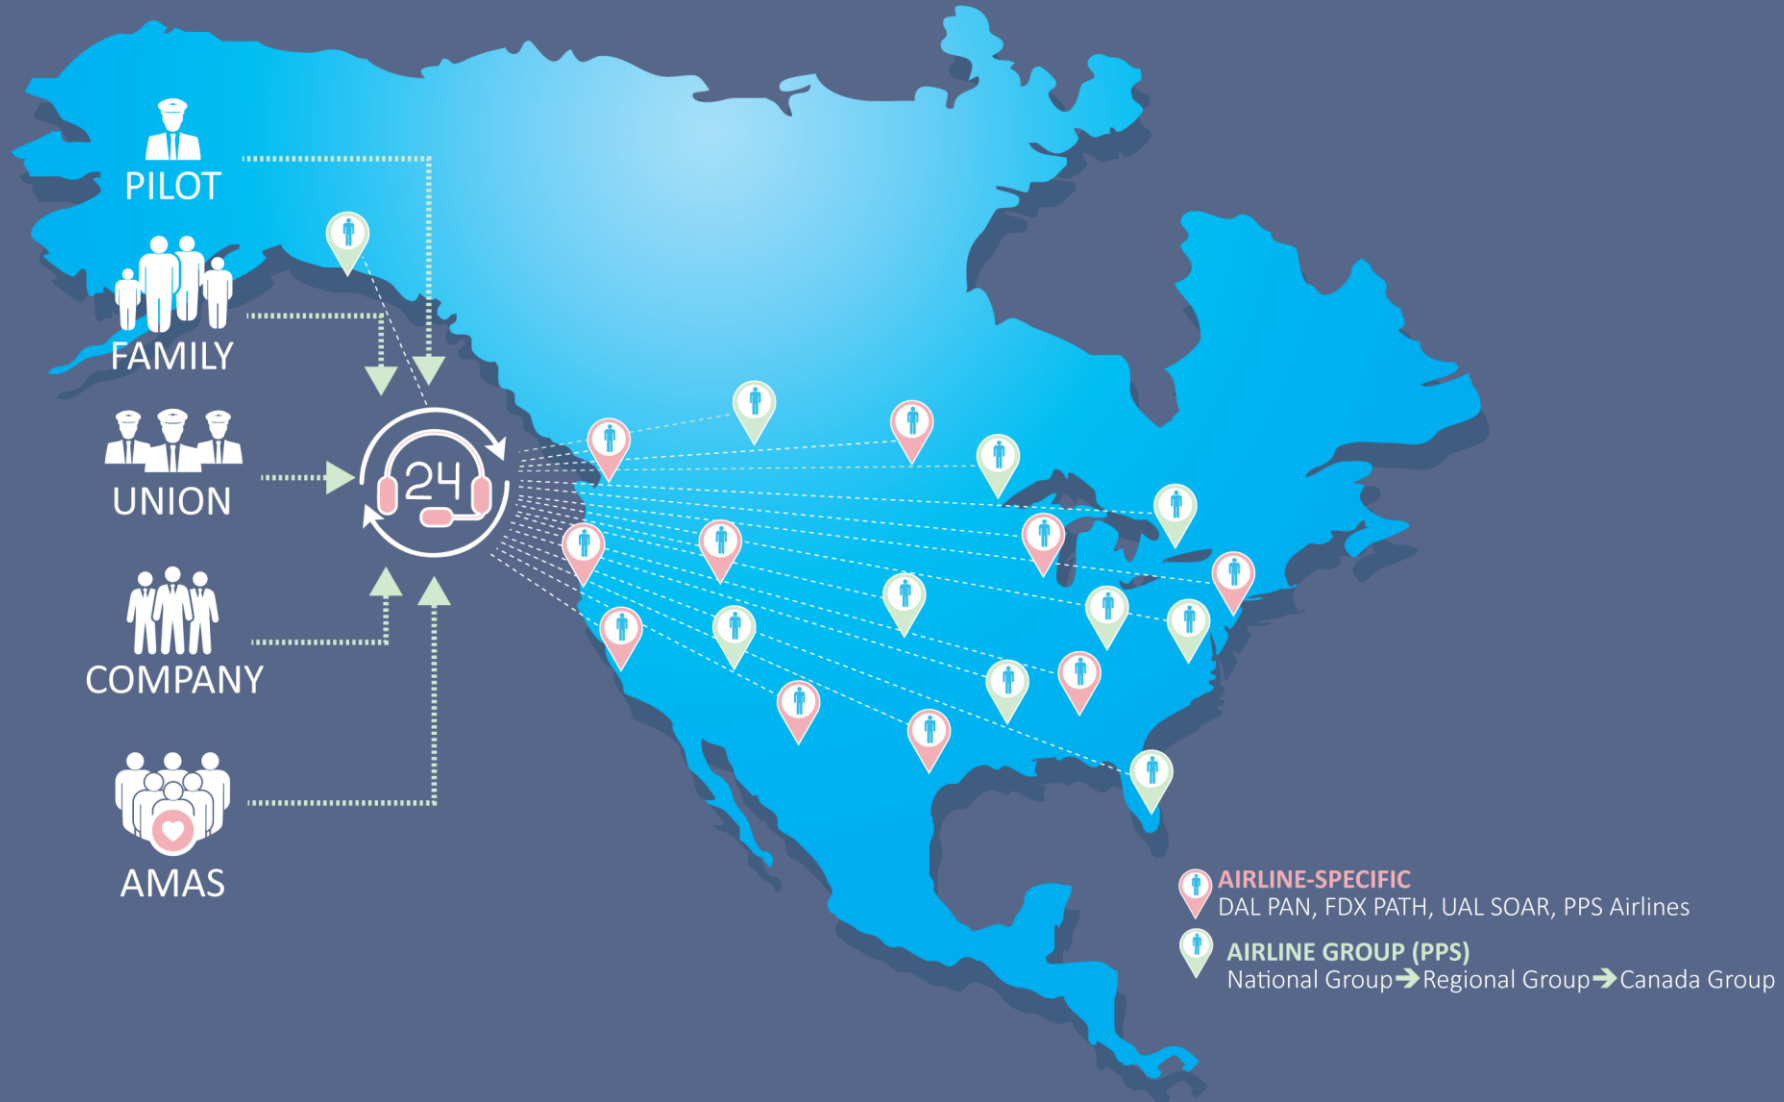 PILOT
FAMILY
UNION
COMPANY
AMAS
24
AIRLINE-SPECIFIC
DAL PAN, FDX PATH, UAL SOAR, PPS Airlines
AIRLINE GROUP (PPS)
National Group➔Regional Group➔Canada Group